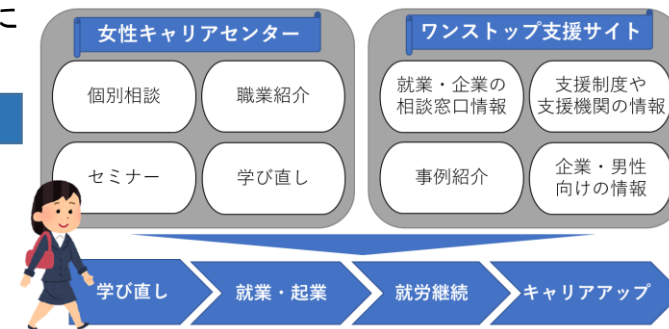 に
女性キャリアセンター
個別相談
職業紹介
セミナー
学び直し
ワンストップ支援サイト
就業・企業の
相談窓口情報
支援制度や
支援機関の情報
事例紹介
企業・男性
向けの情報
学び直し
就業・起業
就労継続
キャリアアップ